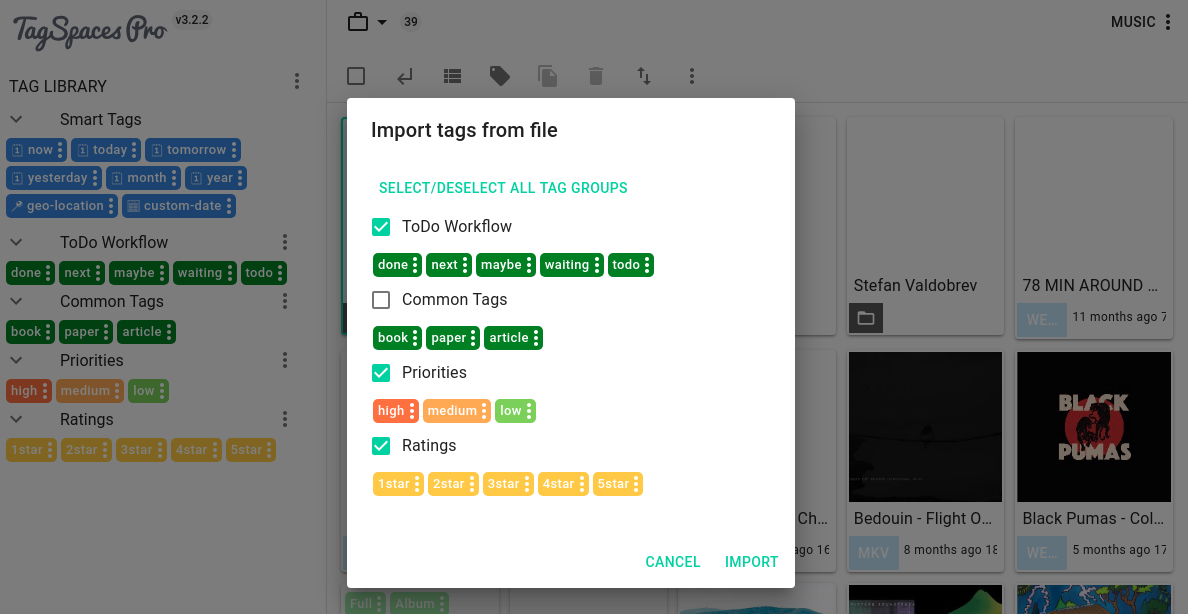 TagSpaces Pro v3.2.2
39
MUSIC
TAG LIBRARY
Smart Tags
now today tomorrow
yesterday month year
geo-location custom-date
ToDo Workflow
done next maybe waiting todo
Common Tags
book paper article
Priorities
high medium low
Ratings
1star 2star 3star 4star 5star
Import tags from file
SELECT/DESELECT ALL TAG GROUPS
ToDo Workflow
done next maybe waiting todo
Common Tags
book paper article
Priorities
high medium low
Ratings
1star 2star 3star 4star 5star
CANCEL IMPORT
Stefan Valdobrev
78 MIN AROUND ...
WE... 11 months ago 7
BLACK
PUMAS
Ch...
ago 16
Bedouin - Flight O...
MKV 8 months ago 18
Black Pumas - Col...
WE... 5 months ago 17
Full Album